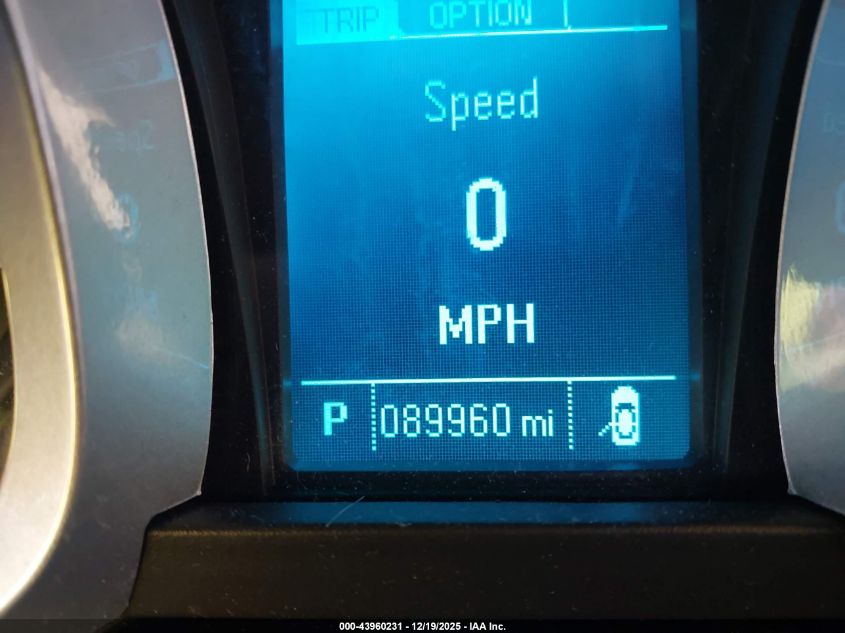 TRIP OPTION
Speed
0
MPH
P 089960 mi
000-43960231 - 12/19/2025 - IAA Inc.